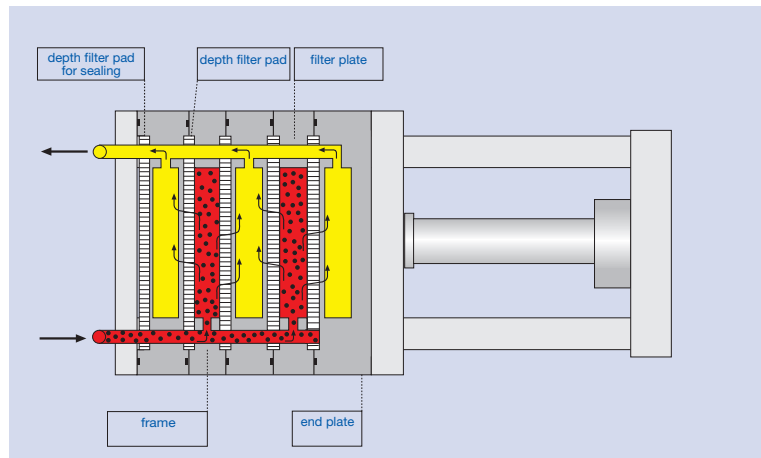 depth filter pad
for sealing
depth filter pad
filter plate
frame
end plate